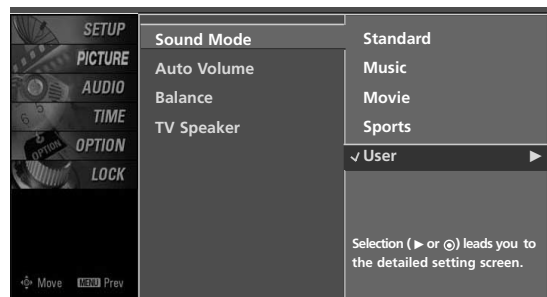 SETUP
PICTURE
AUDIO
TIME
OPTION
LOCK
Move MENU Prev
Sound Mode
Auto Volume
Balance
TV Speaker
Standard
Music
Movie
Sports
✓ User ▶
Selection ( ▶ or ◉) leads you to
the detailed setting screen.